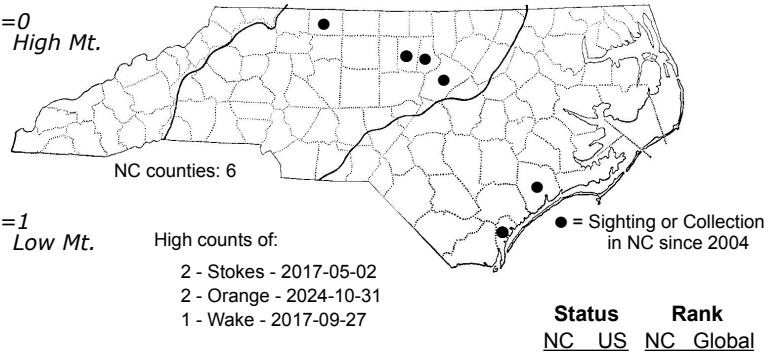 =0
High Mt.
NC counties: 6
=1
Low Mt.
High counts of:
2 - Stokes - 2017-05-02
2 - Orange - 2024-10-31
1 - Wake - 2017-09-27
● = Sighting or Collection
in NC since 2004
Status Rank
NC US NC Global